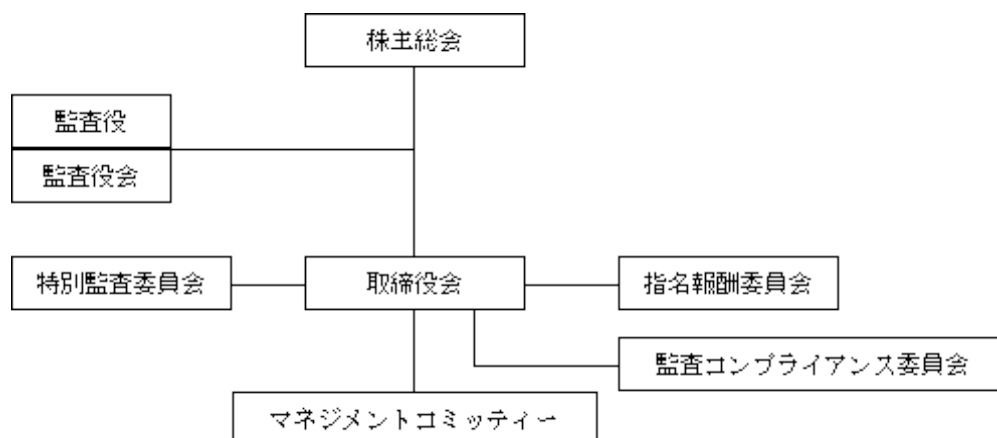 株主総会
監査役
監査役会
特別監査委員会
取締役会
指名報酬委員会
監査コンプライアンス委員会
マネジメントコミッティー